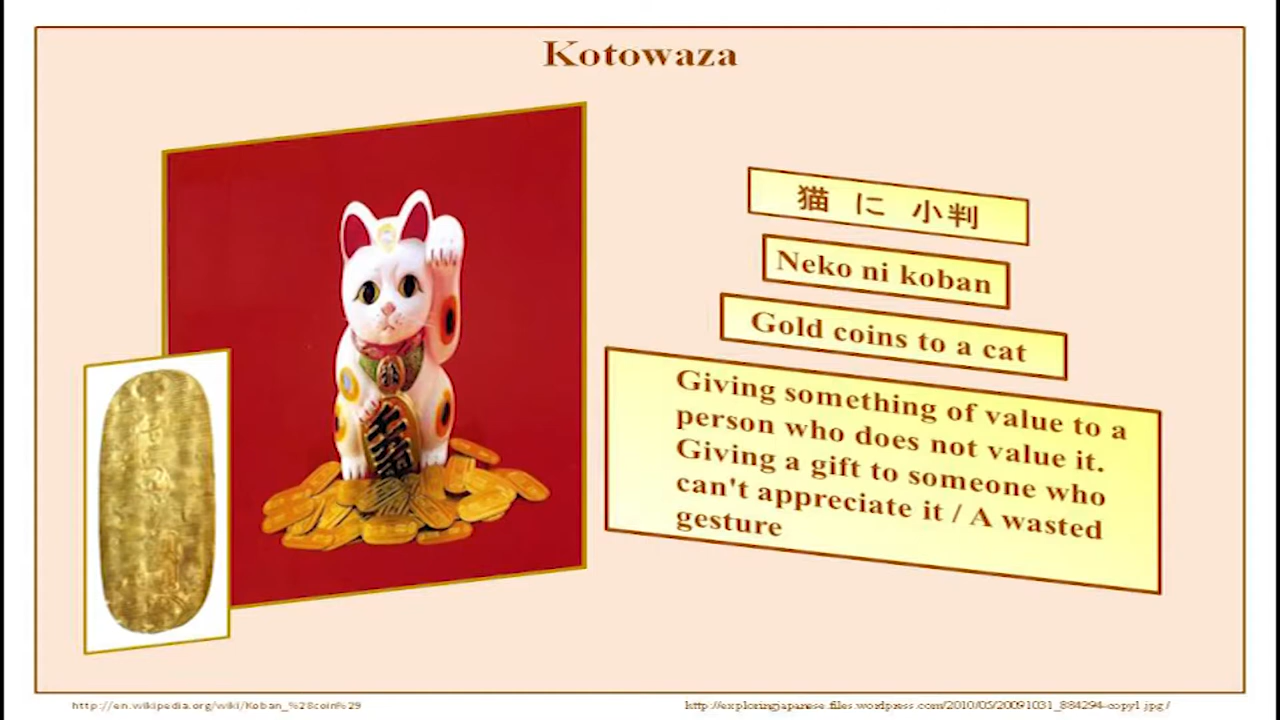 Kotowaza
猫 に 小判
Neko ni koban
Gold coins to a cat
Giving something of value to a
person who does not value it.
Giving a gift to someone who
can't appreciate it / A wasted
gesture
http://en.wikipedia.org/wiki/Koban_%28coin%29
http://exploringjapanese.files.wordpress.com/2010/05/20091031_884294-copy1.jpg/